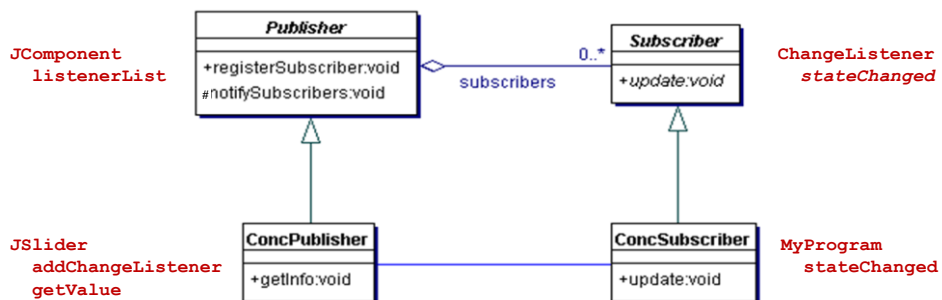 Publisher
+registerSubscriber:void
#notifySubscribers:void
Subscriber
+update:void
0..*
subscribers
JComponent
listenerList
ChangeListener
stateChanged
ConcPublisher
+getInfo:void
ConcSubscriber
+update:void
JSlider
addChangeListener
getValue
MyProgram
stateChanged